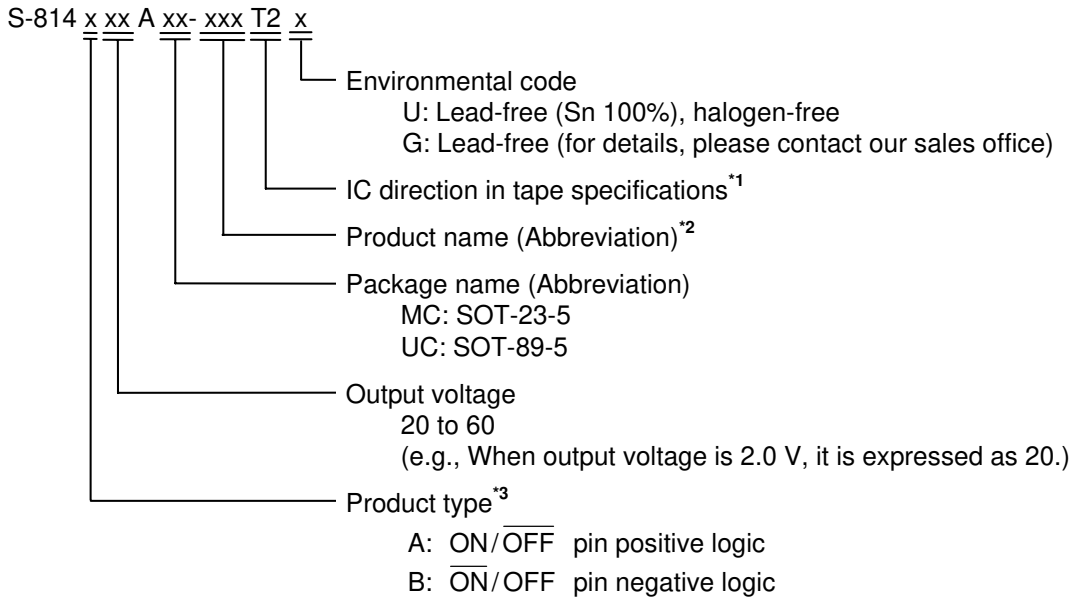 S-814 x xx A xx- xxx T2 x
Environmental code
U: Lead-free (Sn 100%), halogen-free
G: Lead-free (for details, please contact our sales office)
IC direction in tape specifications*1
Product name (Abbreviation)*2
Package name (Abbreviation)
MC: SOT-23-5
UC: SOT-89-5
Output voltage
20 to 60
(e.g., When output voltage is 2.0 V, it is expressed as 20.)
Product type*3
A: ON/O̅F̅F̅ pin positive logic
B: O̅N̅/OFF pin negative logic